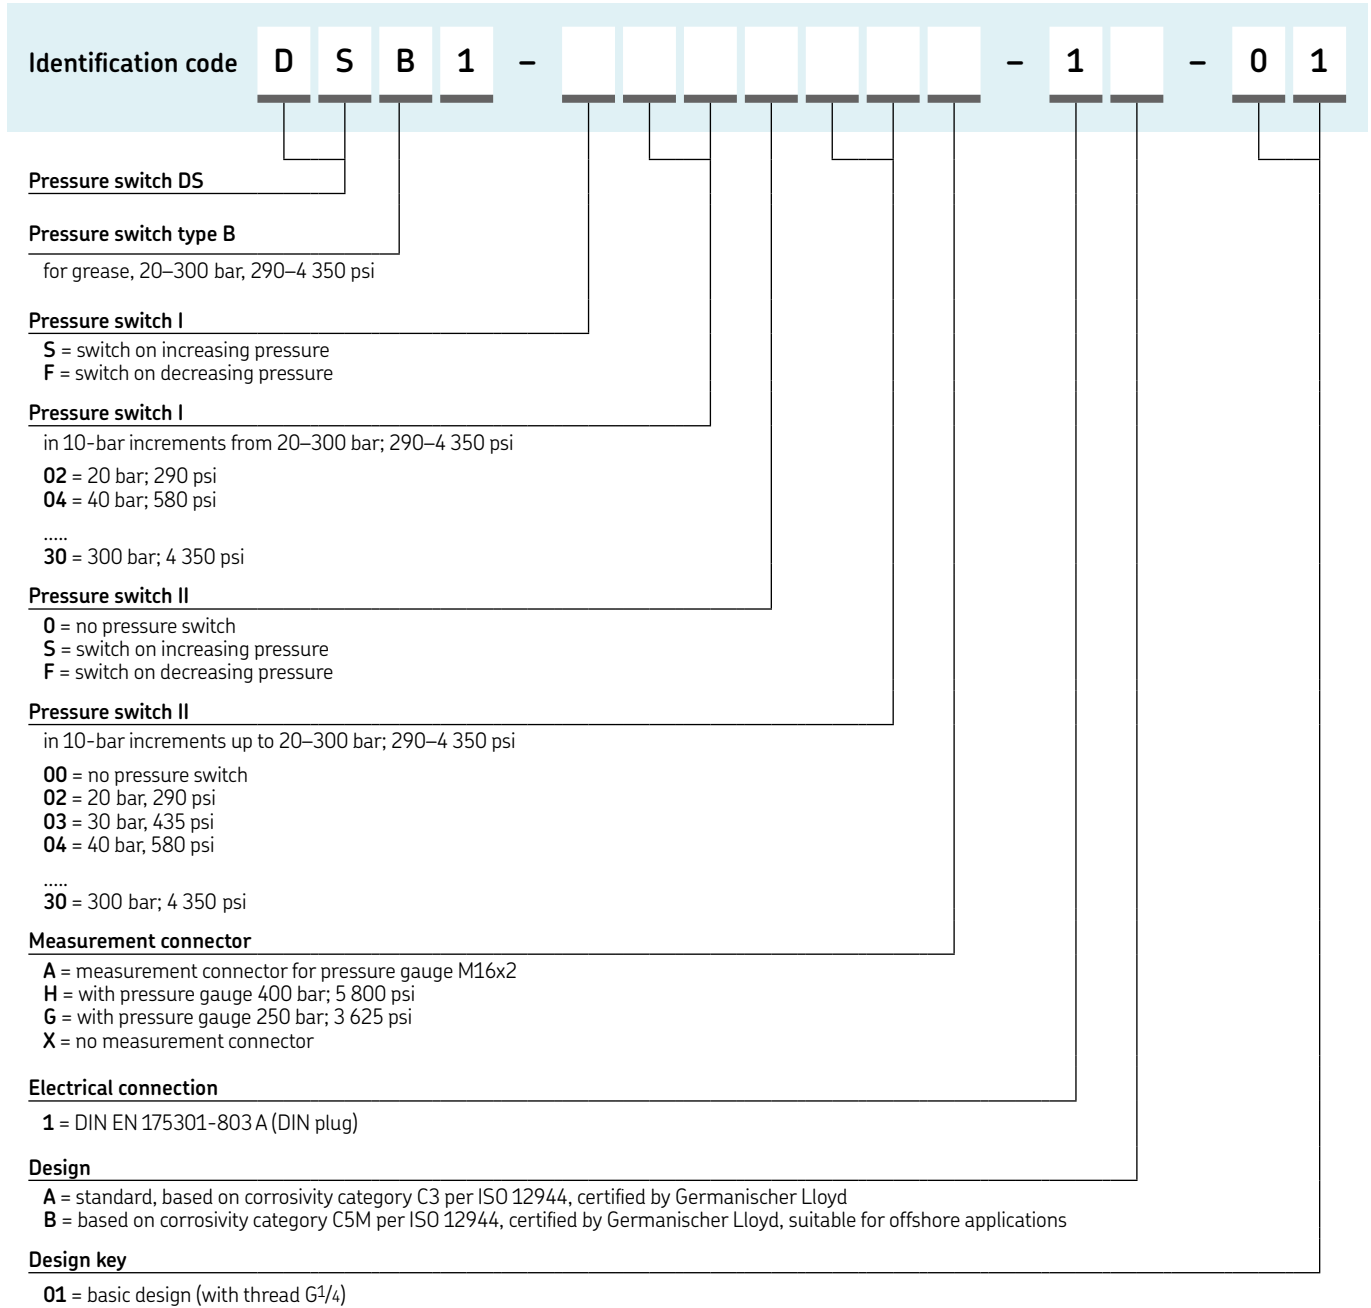 Identification code D S B 1 – – 1 – 0 1
Pressure switch DS
Pressure switch type B
for grease, 20–300 bar, 290–4 350 psi
Pressure switch I
S = switch on increasing pressure
F = switch on decreasing pressure
Pressure switch I
in 10-bar increments from 20–300 bar; 290–4 350 psi
02 = 20 bar; 290 psi
04 = 40 bar; 580 psi
.....
30 = 300 bar; 4 350 psi
Pressure switch II
0 = no pressure switch
S = switch on increasing pressure
F = switch on decreasing pressure
Pressure switch II
in 10-bar increments up to 20–300 bar; 290–4 350 psi
00 = no pressure switch
02 = 20 bar, 290 psi
03 = 30 bar, 435 psi
04 = 40 bar, 580 psi
.....
30 = 300 bar; 4 350 psi
Measurement connector
A = measurement connector for pressure gauge M16x2
H = with pressure gauge 400 bar; 5 800 psi
G = with pressure gauge 250 bar; 3 625 psi
X = no measurement connector
Electrical connection
1 = DIN EN 175301-803 A (DIN plug)
Design
A = standard, based on corrosivity category C3 per ISO 12944, certified by Germanischer Lloyd
B = based on corrosivity category C5M per ISO 12944, certified by Germanischer Lloyd, suitable for offshore applications
Design key
01 = basic design (with thread G1/4)